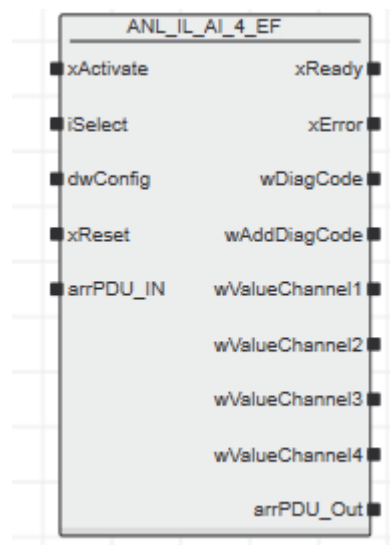 ANL_IL_AI_4_EF
xActivate xReady
iSelect xError
dwConfig wDiagCode
xReset wAddDiagCode
arrPDU_IN wValueChannel1
wValueChannel2
wValueChannel3
wValueChannel4
arrPDU_Out